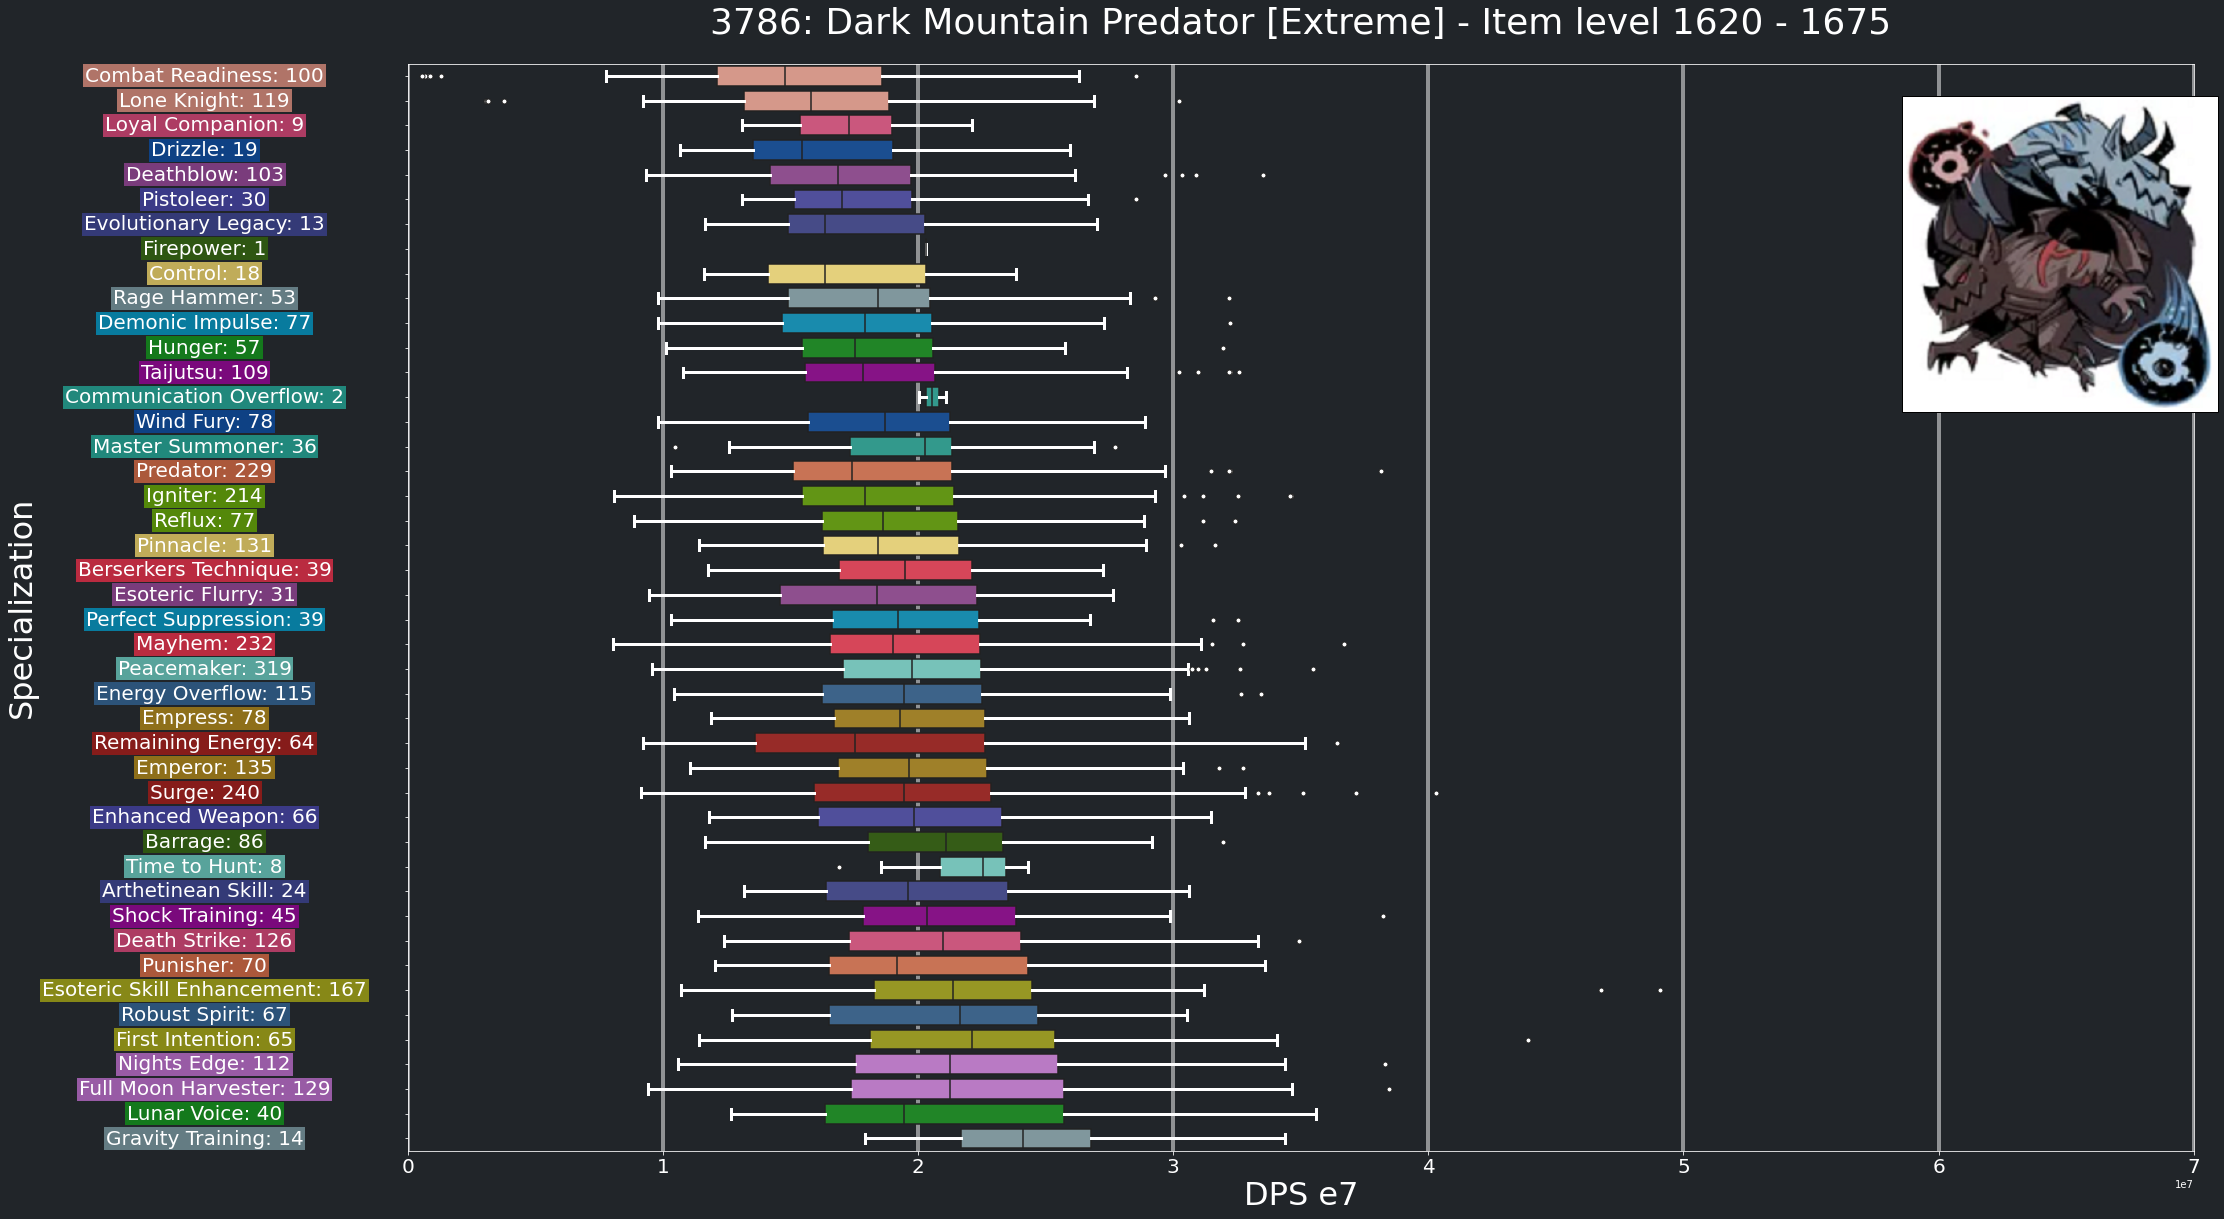 3786: Dark Mountain Predator [Extreme] - Item level 1620 - 1675
Specialization
Combat Readiness: 100
Lone Knight: 119
Loyal Companion: 9
Drizzle: 19
Deathblow: 103
Pistoleer: 30
Evolutionary Legacy: 13
Firepower: 1
Control: 18
Rage Hammer: 53
Demonic Impulse: 77
Hunger: 57
Taijutsu: 109
Communication Overflow: 2
Wind Fury: 78
Master Summoner: 36
Predator: 229
Igniter: 214
Reflux: 77
Pinnacle: 131
Berserkers Technique: 39
Esoteric Flurry: 31
Perfect Suppression: 39
Mayhem: 232
Peacemaker: 319
Energy Overflow: 115
Empress: 78
Remaining Energy: 64
Emperor: 135
Surge: 240
Enhanced Weapon: 66
Barrage: 86
Time to Hunt: 8
Arthetinean Skill: 24
Shock Training: 45
Death Strike: 126
Punisher: 70
Esoteric Skill Enhancement: 167
Robust Spirit: 67
First Intention: 65
Nights Edge: 112
Full Moon Harvester: 129
Lunar Voice: 40
Gravity Training: 14
0 1 2 3 4 5 6 7
1e7
DPS e7